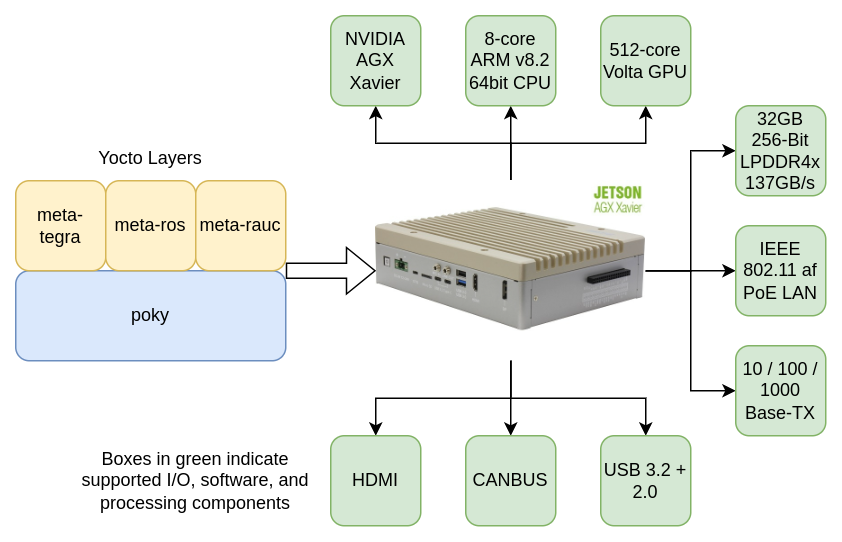 NVIDIA
AGX
Xavier
8-core
ARM v8.2
64bit CPU
512-core
Volta GPU
32GB
256-Bit
LPDDR4x
137GB/s
Yocto Layers
meta-
tegra
meta-ros
meta-rauc
poky
JETSON
AGX Xavier
IEEE
802.11 af
PoE LAN
10 / 100 /
1000
Base-TX
Boxes in green indicate
supported I/O, software, and
processing components
HDMI
CANBUS
USB 3.2 +
2.0